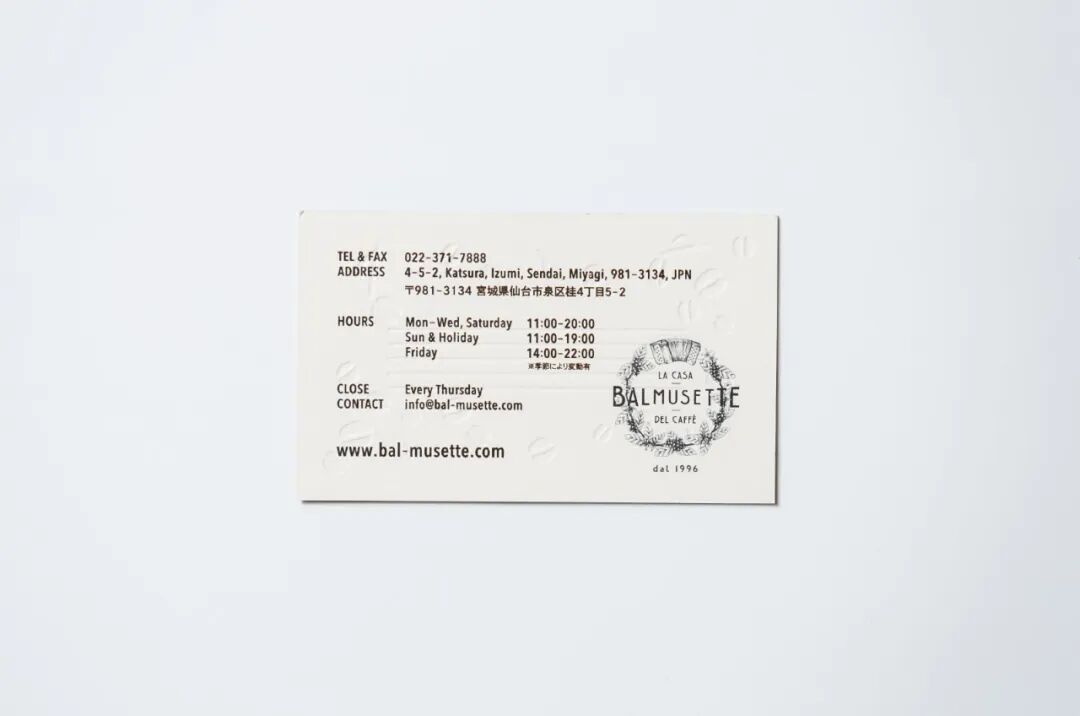 TEL & FAX 022-371-7888
ADDRESS 4-5-2, Katsura, Izumi, Sendai, Miyagi, 981-3134, JPN
〒981-3134 宮城県仙台市泉区桂4丁目5-2
HOURS Mon-Wed, Saturday 11:00-20:00
Sun & Holiday 11:00-19:00
Friday 14:00-22:00
※季節により変動有
CLOSE Every Thursday
CONTACT info@bal-musette.com
www.bal-musette.com
LA CASA
BALMUSETTE
DEL CAFFÈ
dal 1996